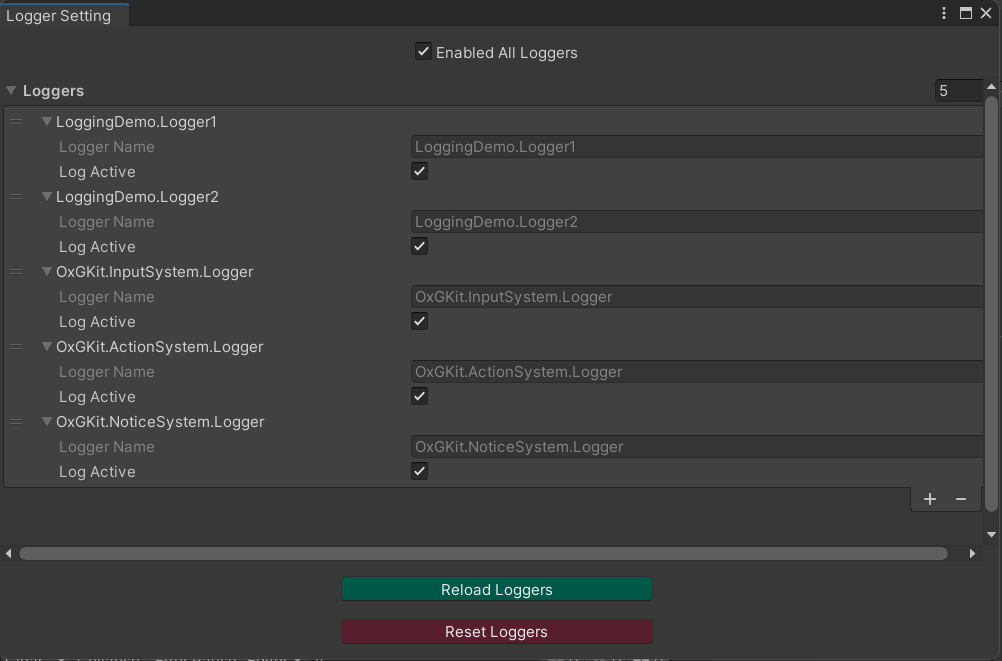 Logger Setting
Enabled All Loggers
Loggers 5
LoggingDemo.Logger1
Logger Name LoggingDemo.Logger1
Log Active
LoggingDemo.Logger2
Logger Name LoggingDemo.Logger2
Log Active
OxGKit.InputSystem.Logger
Logger Name OxGKit.InputSystem.Logger
Log Active
OxGKit.ActionSystem.Logger
Logger Name OxGKit.ActionSystem.Logger
Log Active
OxGKit.NoticeSystem.Logger
Logger Name OxGKit.NoticeSystem.Logger
Log Active
Reload Loggers
Reset Loggers